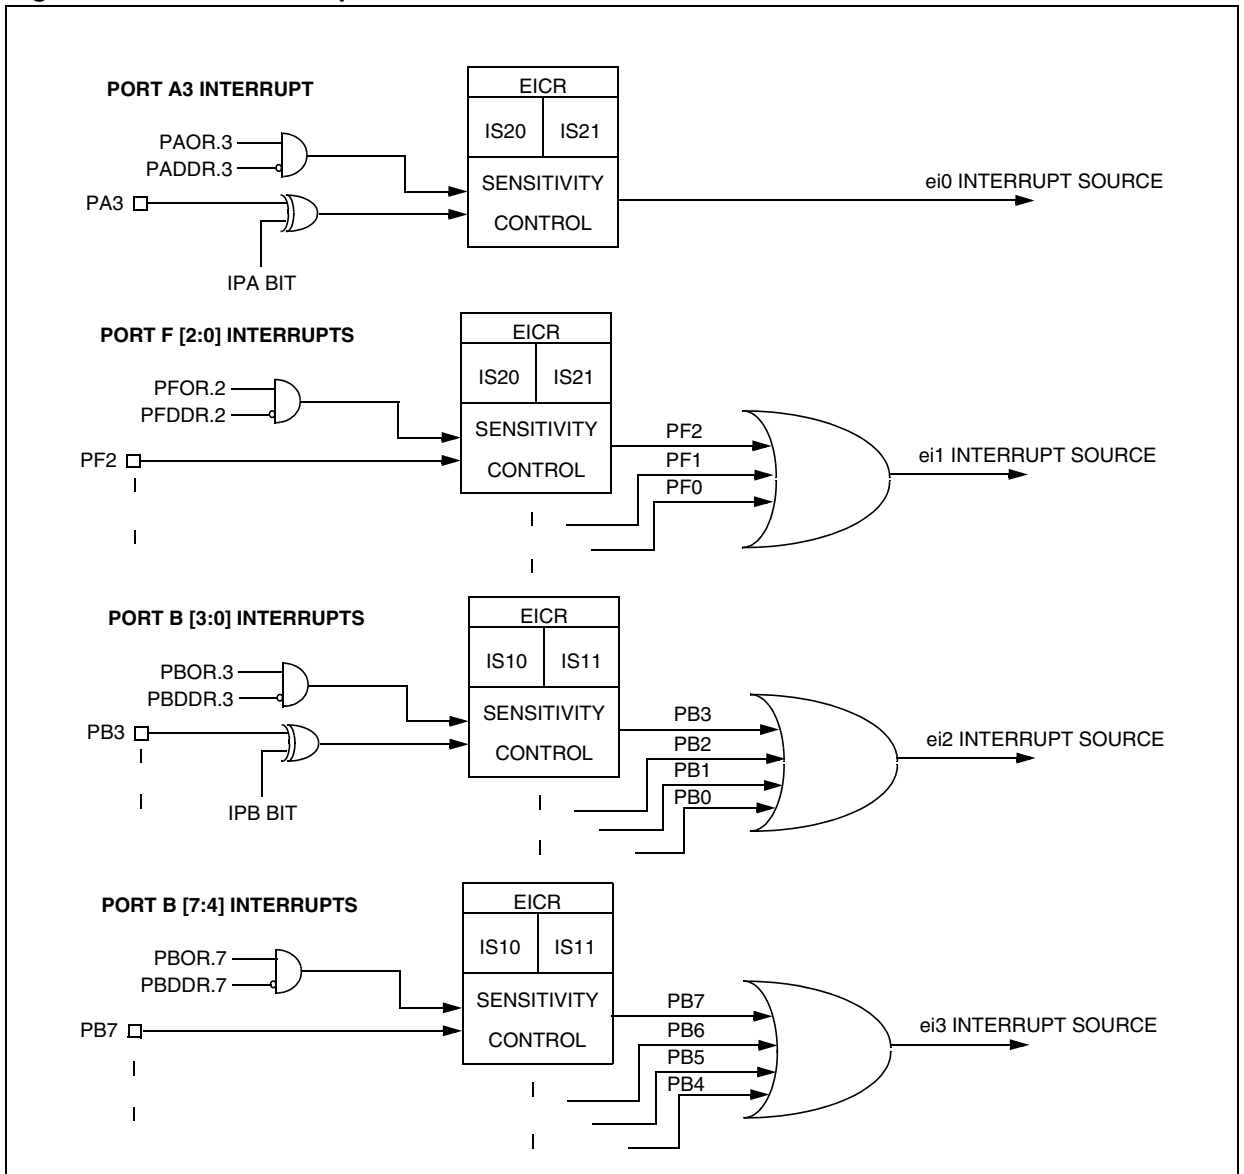 PORT A3 INTERRUPT
EICR
IS20
IS21
PAOR.3
PADDR.3
SENSITIVITY
CONTROL
PA3
IPA BIT
ei0 INTERRUPT SOURCE
PORT F [2:0] INTERRUPTS
EICR
IS20
IS21
PFOR.2
PFDDR.2
SENSITIVITY
CONTROL
PF2
PF2
PF1
PF0
ei1 INTERRUPT SOURCE
PORT B [3:0] INTERRUPTS
EICR
IS10
IS11
PBOR.3
PBDDR.3
SENSITIVITY
CONTROL
PB3
IPB BIT
PB3
PB2
PB1
PB0
ei2 INTERRUPT SOURCE
PORT B [7:4] INTERRUPTS
EICR
IS10
IS11
PBOR.7
PBDDR.7
SENSITIVITY
CONTROL
PB7
PB7
PB6
PB5
PB4
ei3 INTERRUPT SOURCE